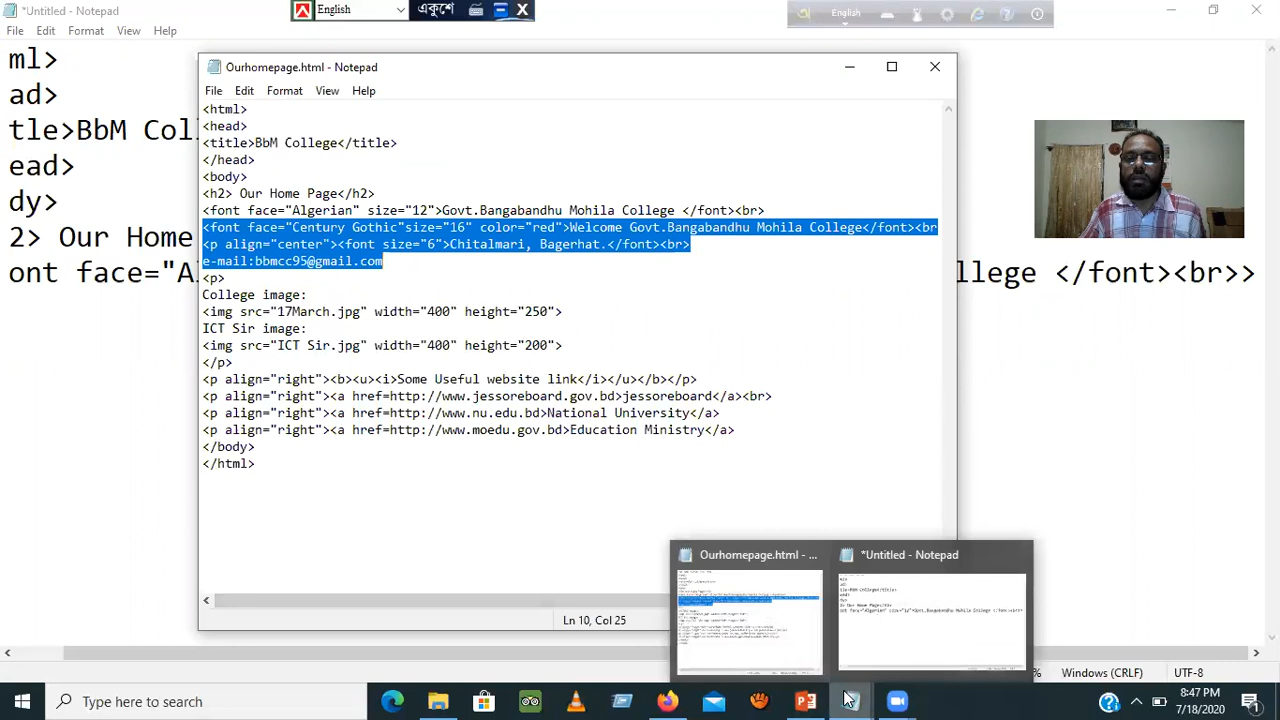 *Untitled - Notepad
English
একুশে
X
English
File Edit Format View Help
ml>
ad>
tle>BbM Coll
ead>
dy>
2> Our Home
ont face="Al
llege </font><br>>
Ourhomepage.html - Notepad
File Edit Format View Help
<html>
<head>
<title>BbM College</title>
</head>
<body>
<h2> Our Home Page</h2>
<font face="Algerian" size="12">Govt.Bangabandhu Mohila College </font><br>
<font face="Century Gothic"size="16" color="red">Welcome Govt.Bangabandhu Mohila College</font><br
<p align="center"><font size="6">Chitalmari, Bagerhat.</font><br>
e-mail:bbmcc95@gmail.com
<p>
College image:
<img src="17March.jpg" width="400" height="250">
ICT Sir image:
<img src="ICT Sir.jpg" width="400" height="200">
</p>
<p align="right"><b><u><i>Some Useful website link</i></u></b></p>
<p align="right"><a href=http://www.jessoreboard.gov.bd>jessoreboard</a><br>
<p align="right"><a href=http://www.nu.edu.bd>National University</a>
<p align="right"><a href=http://www.moedu.gov.bd>Education Ministry</a>
</body>
</html>
Ln 10, Col 25
Ourhomepage.html - ...
*Untitled - Notepad
% Windows (CRLF) UTF-8
Type here to search
8:47 PM
7/18/2020